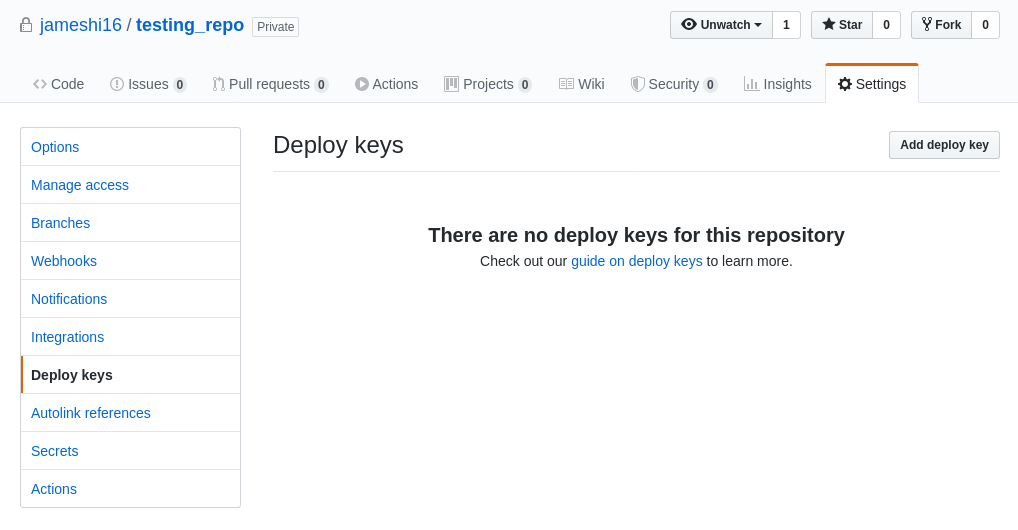 jameshi16 / testing_repo Private Unwatch 1 Star 0 Fork 0
Code Issues 0 Pull requests 0 Actions Projects 0 Wiki Security 0 Insights Settings
Options
Manage access
Branches
Webhooks
Notifications
Integrations
Deploy keys
Autolink references
Secrets
Actions
Deploy keys Add deploy key
There are no deploy keys for this repository
Check out our guide on deploy keys to learn more.